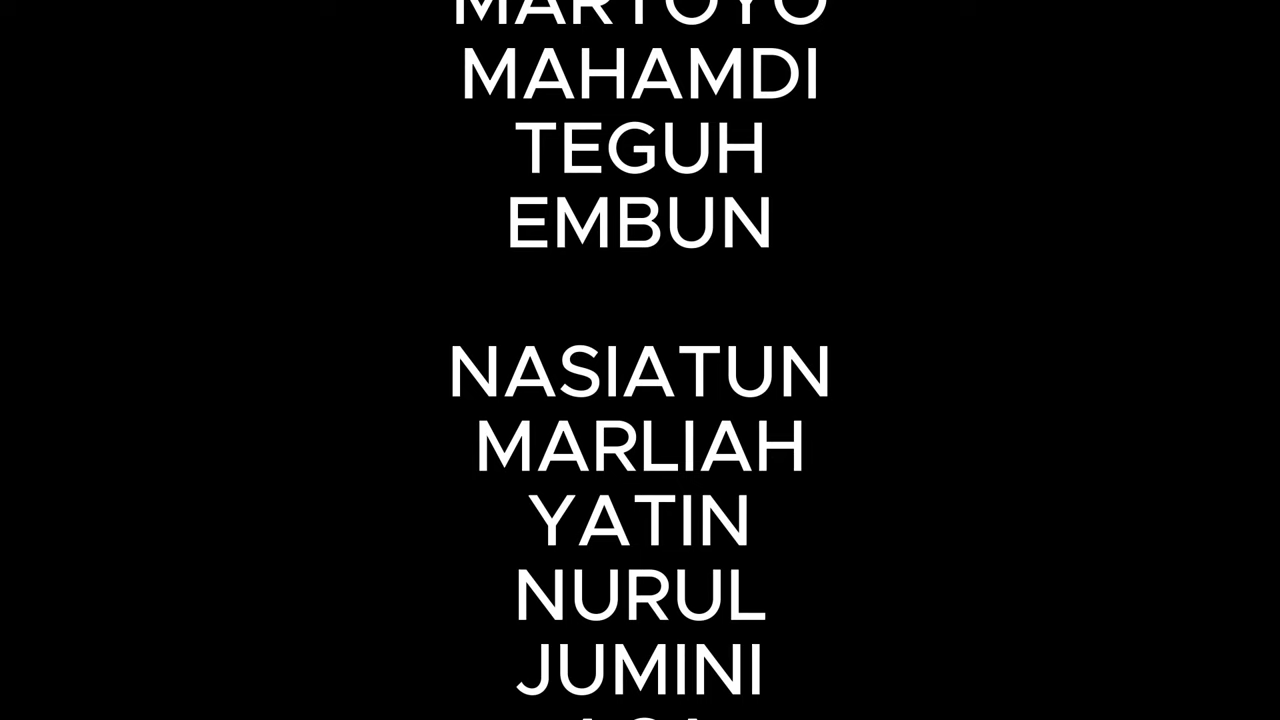 MARTOYO
MAHAMDI
TEGUH
EMBUN
NASIATUN
MARLIAH
YATIN
NURUL
JUMINI